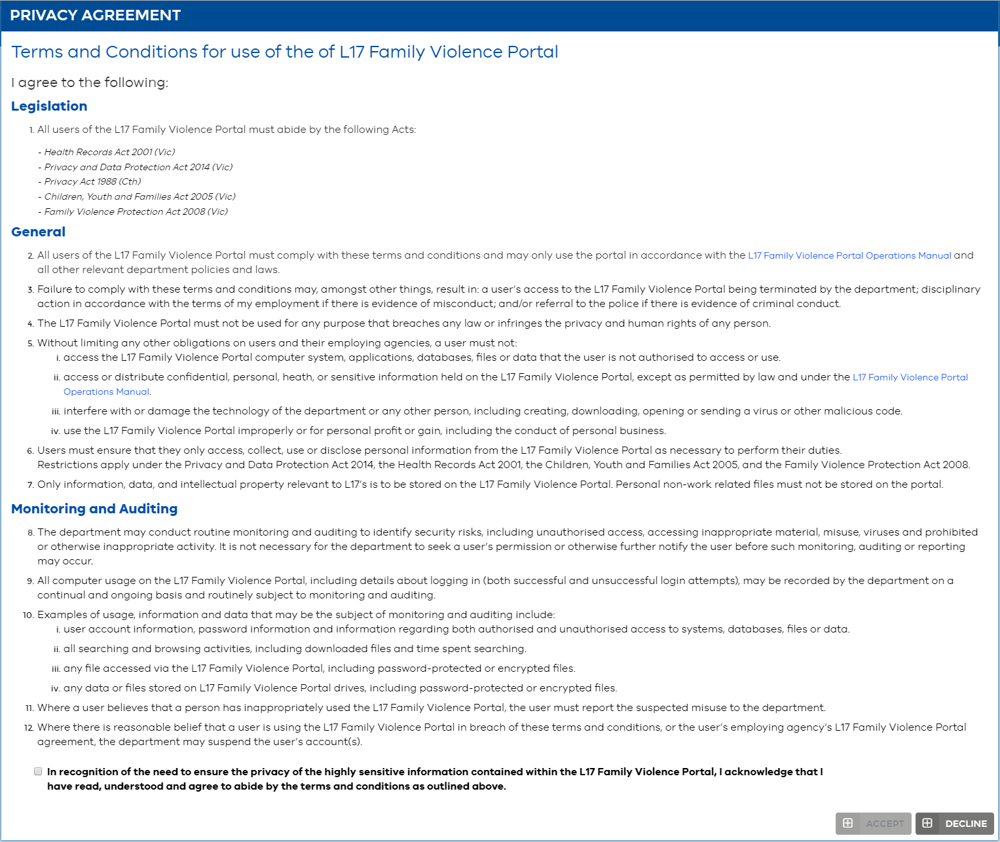 PRIVACY AGREEMENT
Terms and Conditions for use of the of L17 Family Violence Portal
I agree to the following:
Legislation
1. All users of the L17 Family Violence Portal must abide by the following Acts:
- Health Records Act 2001 (Vic)
- Privacy and Data Protection Act 2014 (Vic)
- Privacy Act 1988 (Cth)
- Children, Youth and Families Act 2005 (Vic)
- Family Violence Protection Act 2008 (Vic)
General
2. All users of the L17 Family Violence Portal must comply with these terms and conditions and may only use the portal in accordance with the L17 Family Violence Portal Operations Manual and
all other relevant department policies and laws.
3. Failure to comply with these terms and conditions may, amongst other things, result in: a user's access to the L17 Family Violence Portal being terminated by the department; disciplinary
action in accordance with the terms of my employment if there is evidence of misconduct; and/or referral to the police if there is evidence of criminal conduct.
4. The L17 Family Violence Portal must not be used for any purpose that breaches any law or infringes the privacy and human rights of any person.
5. Without limiting any other obligations on users and their employing agencies, a user must not:
i. access the L17 Family Violence Portal computer system, applications, databases, files or data that the user is not authorised to access or use.
ii. access or distribute confidential, personal, heath, or sensitive information held on the L17 Family Violence Portal, except as permitted by law and under the L17 Family Violence Portal
Operations Manual.
iii. interfere with or damage the technology of the department or any other person, including creating, downloading, opening or sending a virus or other malicious code.
iv. use the L17 Family Violence Portal improperly or for personal profit or gain, including the conduct of personal business.
6. Users must ensure that they only access, collect, use or disclose personal information from the L17 Family Violence Portal as necessary to perform their duties.
Restrictions apply under the Privacy and Data Protection Act 2014, the Health Records Act 2001, the Children, Youth and Families Act 2005, and the Family Violence Protection Act 2008.
7. Only information, data, and intellectual property relevant to L17's is to be stored on the L17 Family Violence Portal. Personal non-work related files must not be stored on the portal.
Monitoring and Auditing
8. The department may conduct routine monitoring and auditing to identify security risks, including unauthorised access, accessing inappropriate material, misuse, viruses and prohibited
or otherwise inappropriate activity. It is not necessary for the department to seek a user's permission or otherwise further notify the user before such monitoring, auditing or reporting
may occur.
9. All computer usage on the L17 Family Violence Portal, including details about logging in (both successful and unsuccessful login attempts), may be recorded by the department on a
continual and ongoing basis and routinely subject to monitoring and auditing.
10. Examples of usage, information and data that may be the subject of monitoring and auditing include:
i. user account information, password information and information regarding both authorised and unauthorised access to systems, databases, files or data.
ii. all searching and browsing activities, including downloaded files and time spent searching.
iii. any file accessed via the L17 Family Violence Portal, including password-protected or encrypted files.
iv. any data or files stored on L17 Family Violence Portal drives, including password-protected or encrypted files.
11. Where a user believes that a person has inappropriately used the L17 Family Violence Portal, the user must report the suspected misuse to the department.
12. Where there is reasonable belief that a user is using the L17 Family Violence Portal in breach of these terms and conditions, or the user's employing agency's L17 Family Violence Portal
agreement, the department may suspend the user's account(s).
In recognition of the need to ensure the privacy of the highly sensitive information contained within the L17 Family Violence Portal, I acknowledge that I
have read, understood and agree to abide by the terms and conditions as outlined above.
ACCEPT DECLINE